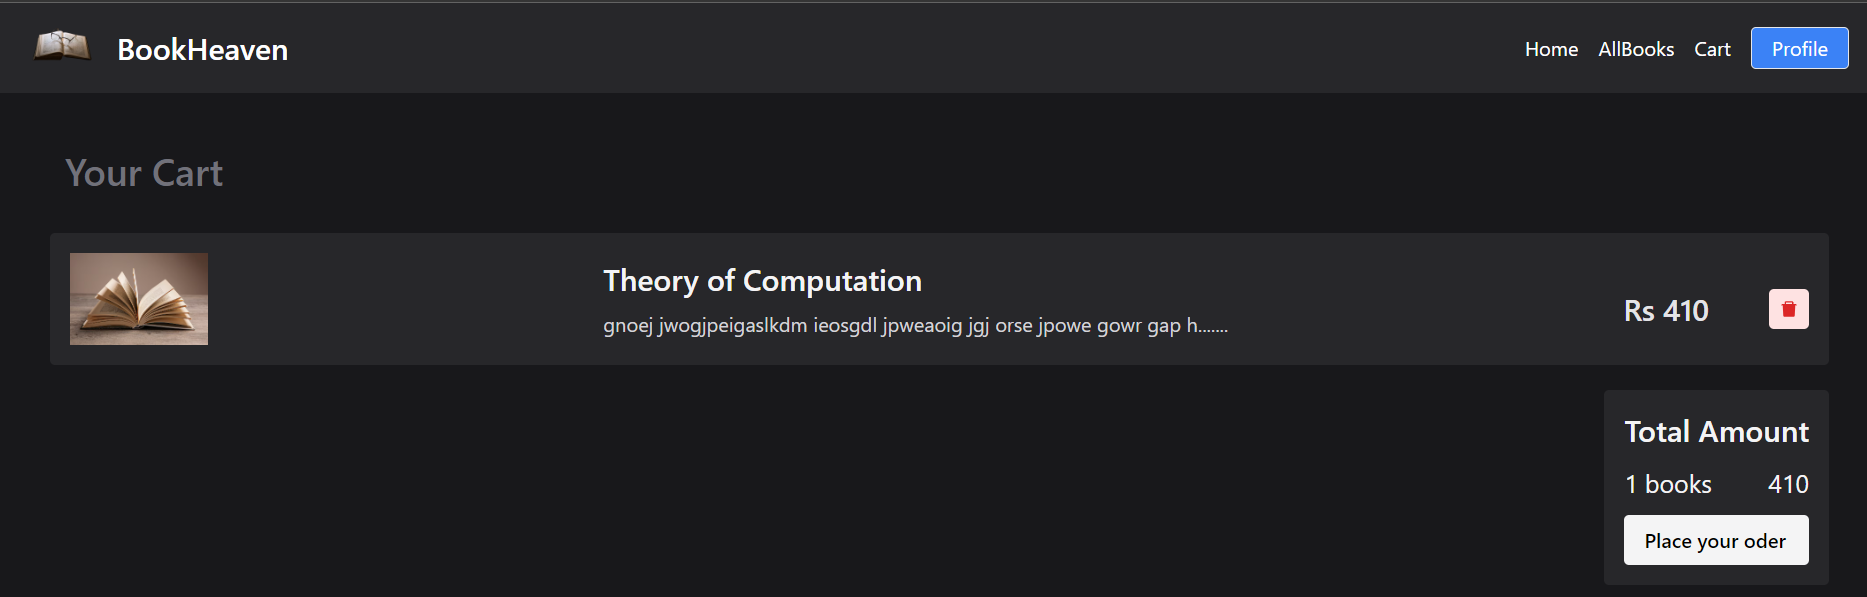 BookHeaven
Home AllBooks Cart Profile
Your Cart
Theory of Computation
gnoej jwogjpeigaslkdm ieosgdl jpweaoig jgj orse jpowe gowr gap h.......
Rs 410
Total Amount
1 books 410
Place your oder